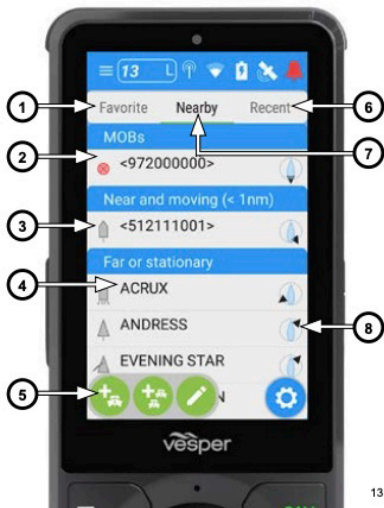 13 L
Favorite Nearby Recent
MOBs
<972000000>
Near and moving (< 1nm)
<512111001>
Far or stationary
ACRUX
ANDRESS
EVENING STAR
N
vesper
1
2
3
4
5
6
7
8
13